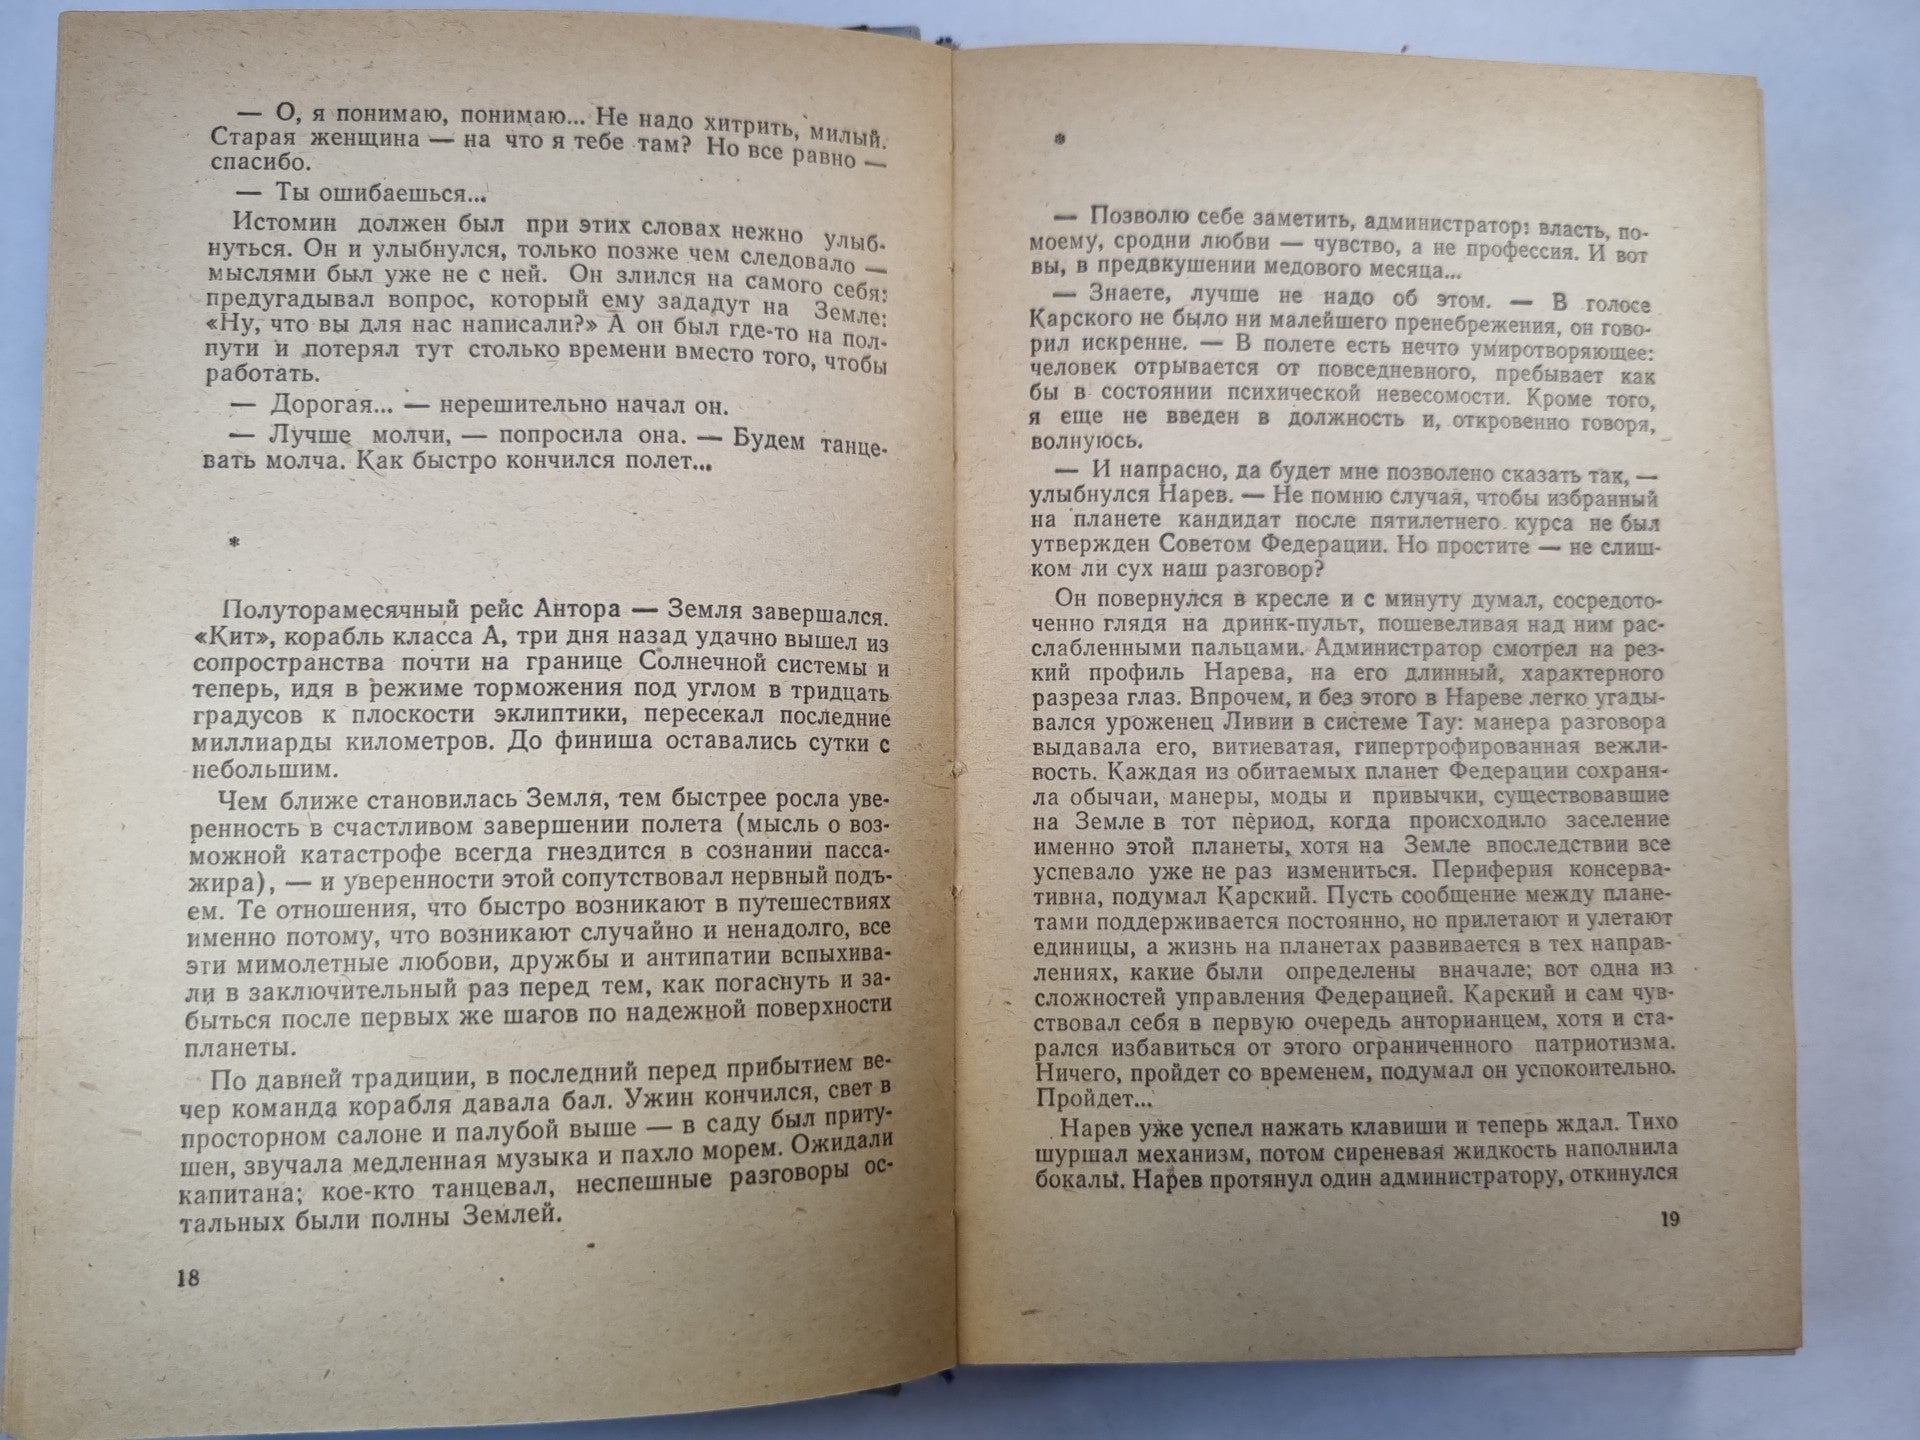 — О, я понимаю, понимаю... Не надо хитрить, милый.
Старая женщина — на что я тебе там? Но все равно —
спасибо.
— Ты ошибаешься...
Истомин должен был при этих словах нежно улыб-
нуться. Он и улыбнулся, только позже чем следовало —
мыслями был уже не с ней. Он злился на самого себя:
предугадывал вопрос, который ему зададут на Земле:
«Ну, что вы для нас написали?» А он был где-то на пол-
пути и потерял тут столько времени вместо того, чтобы
работать.
— Дорогая... — нерешительно начал он.
— Лучше молчи, — попросила она. — Будем танце-
вать молча. Как быстро кончился полет...
*
Полуторамесячный рейс Антора — Земля завершался.
«Кит», корабль класса А, три дня назад удачно вышел из
сопространства почти на границе Солнечной системы и
теперь, идя в режиме торможения под углом в тридцать
градусов к плоскости эклиптики, пересекал последние
миллиарды километров. До финиша оставались сутки с
небольшим.
Чем ближе становилась Земля, тем быстрее росла уве-
ренность в счастливом завершении полета (мысль о воз-
можной катастрофе всегда гнездится в сознании пасса-
жира), — и уверенности этой сопутствовал нервный подъ-
ем. Те отношения, что быстро возникают в путешествиях
именно потому, что возникают случайно и ненадолго, все
эти мимолетные любови, дружбы и антипатии вспыхива-
ли в заключительный раз перед тем, как погаснуть и за-
быться после первых же шагов по надежной поверхности
планеты.
По давней традиции, в последний перед прибытием ве-
чер команда корабля давала бал. Ужин кончился, свет в
просторном салоне и палубой выше — в саду был приту-
шен, звучала медленная музыка и пахло морем. Ожидали
капитана; кое-кто танцевал, неспешные разговоры ос-
тальных были полны Землей.
18
*
— Позволю себе заметить, администратор: власть, по-
моему, сродни любви — чувство, а не профессия. И вот
вы, в предвкушении медового месяца...
— Знаете, лучше не надо об этом. — В голосе
Карского не было ни малейшего пренебрежения, он гово-
рил искренне. — В полете есть нечто умиротворяющее:
человек отрывается от повседневного, пребывает как
бы в состоянии психической невесомости. Кроме того,
я еще не введен в должность и, откровенно говоря,
волнуюсь.
— И напрасно, да будет мне позволено сказать так, —
улыбнулся Нарев. — Не помню случая, чтобы избранный
на планете кандидат после пятилетнего курса не был
утвержден Советом Федерации. Но простите — не слиш-
ком ли сух наш разговор?
Он повернулся в кресле и с минуту думал, сосредото-
ченно глядя на дринк-пульт, пошевеливая над ним рас-
слабленными пальцами. Администратор смотрел на рез-
кий профиль Нарева, на его длинный, характерного
разреза глаз. Впрочем, и без этого в Нареве легко угады-
вался уроженец Ливии в системе Тау: манера разговора
выдавала его, витиеватая, гипертрофированная вежли-
вость. Каждая из обитаемых планет Федерации сохраня-
ла обычаи, манеры, моды и привычки, существовавшие
на Земле в тот период, когда происходило заселение
именно этой планеты, хотя на Земле впоследствии все
успевало уже не раз измениться. Периферия консерва-
тивна, подумал Карский. Пусть сообщение между плане-
тами поддерживается постоянно, но прилетают и улетают
единицы, а жизнь на планетах развивается в тех направ-
лениях, какие были определены вначале; вот одна из
сложностей управления Федерацией. Карский и сам чув-
ствовал себя в первую очередь анторианцем, хотя и ста-
рался избавиться от этого ограниченного патриотизма.
Ничего, пройдет со временем, подумал он успокоительно.
Пройдет...
Нарев уже успел нажать клавиши и теперь ждал. Тихо
шуршал механизм, потом сиреневая жидкость наполнила
бокалы. Нарев протянул один администратору, откинулся
19